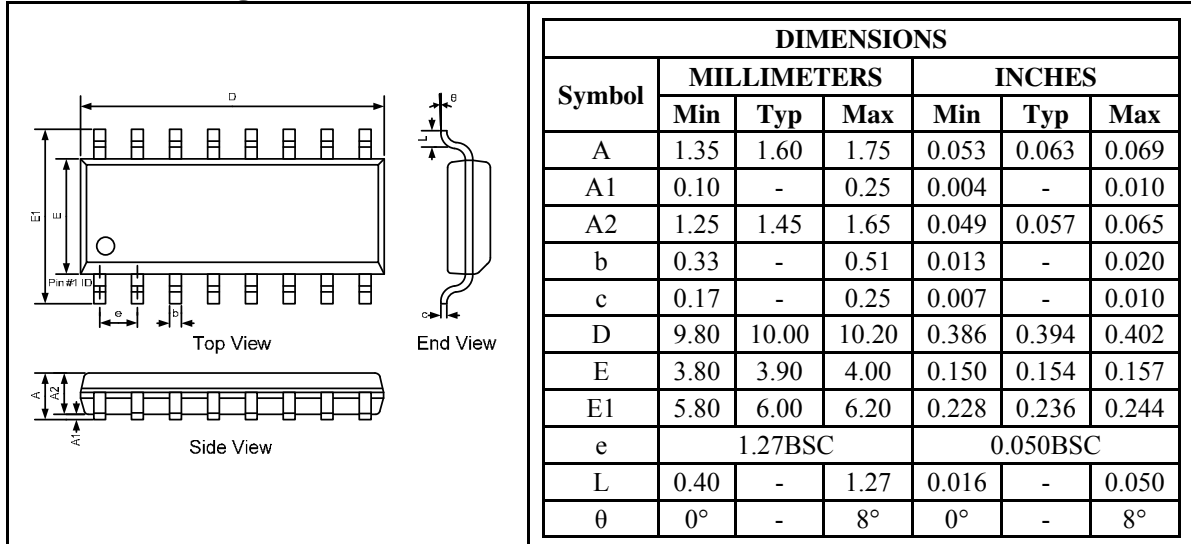 D
θ
L
E1
E
Pin #1 ID
e
b
c
Top View
End View
A
A2
A1
Side View
DIMENSIONS
Symbol MILLIMETERS INCHES
Min Typ Max Min Typ Max
A 1.35 1.60 1.75 0.053 0.063 0.069
A1 0.10 - 0.25 0.004 - 0.010
A2 1.25 1.45 1.65 0.049 0.057 0.065
b 0.33 - 0.51 0.013 - 0.020
c 0.17 - 0.25 0.007 - 0.010
D 9.80 10.00 10.20 0.386 0.394 0.402
E 3.80 3.90 4.00 0.150 0.154 0.157
E1 5.80 6.00 6.20 0.228 0.236 0.244
e 1.27BSC 0.050BSC
L 0.40 - 1.27 0.016 - 0.050
θ 0° - 8° 0° - 8°